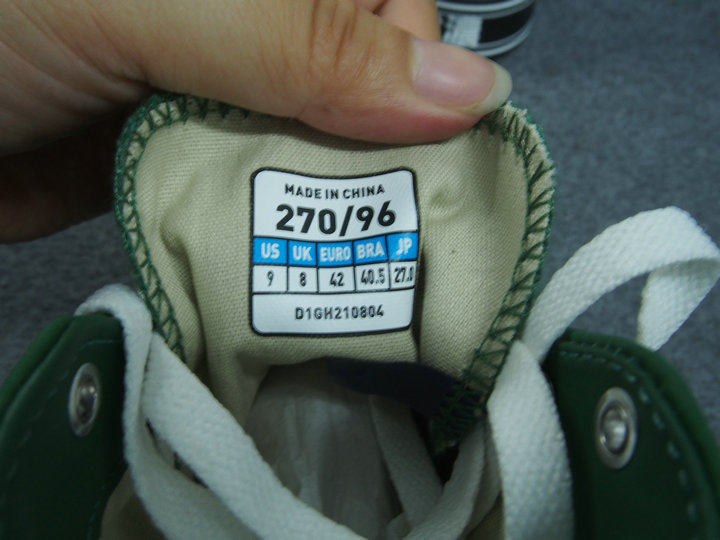 MADE IN CHINA
270/96
US UK EURO BRA JP
9 8 42 40.5 27.0
D1GH210804